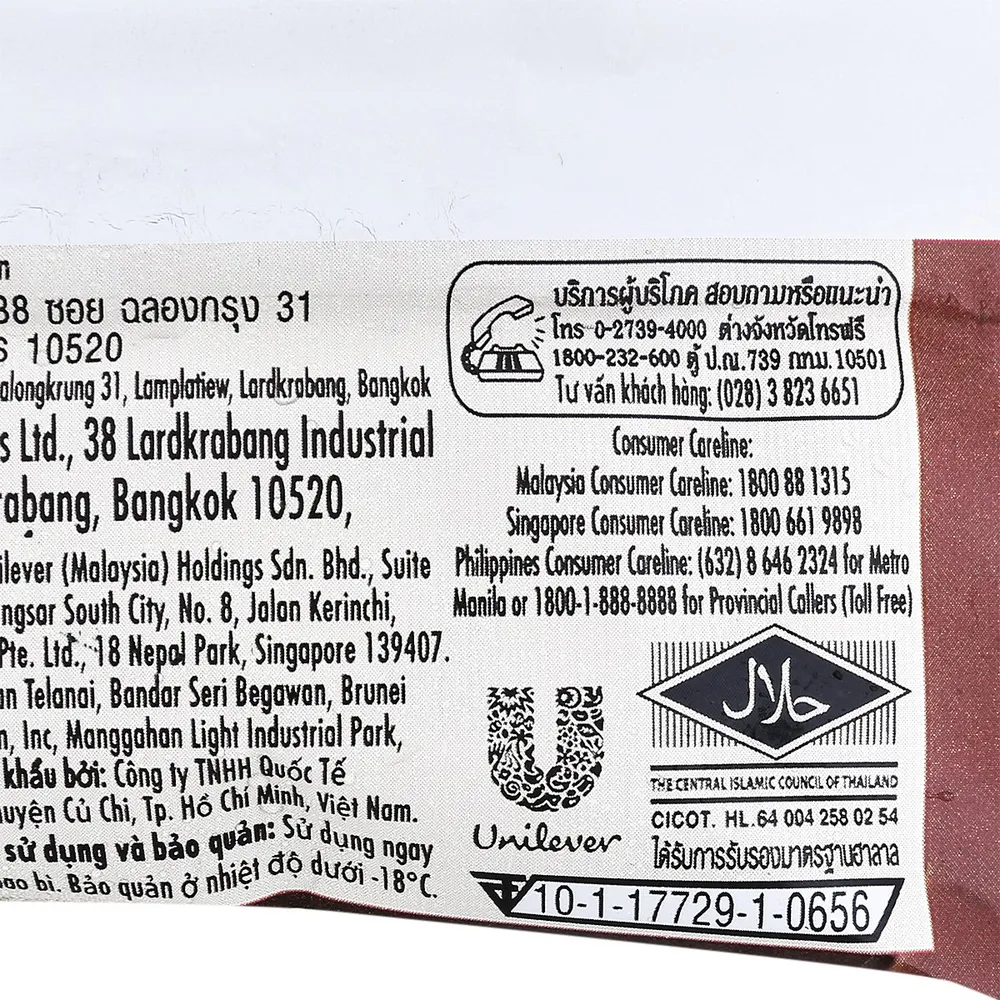 38 ซอย ฉลองกรุง 31
10520
31, Lamplatiew, Lardkrabang, Bangkok
Ltd., 38 Lardkrabang Industrial
Bangkok 10520,
(Malaysia) Holdings Sdn. Bhd., Suite
South City, No. 8, Jalan Kerinchi,
Pte. Ltd., 18 Nepal Park, Singapore 139407.
Telanai, Bandar Seri Begawan, Brunei
Inc, Manggahan Light Industrial Park,
khẩu bởi: Công ty TNHH Quốc Tế
Củ Chi, Tp. Hồ Chí Minh, Việt Nam.
sử dụng và bảo quản: Sử dụng ngay
bao bì. Bảo quản ở nhiệt độ dưới -18°C.
บริการผู้บริโภค สอบถามหรือแนะนำ
โทร 0-2739-4000 ต่างจังหวัดโทรฟรี
1800-232-600 ตู้ ป.ณ.739 กทม.10501
Tư vấn khách hàng: (028) 3 823 6651
Consumer Careline:
Malaysia Consumer Careline: 1800 88 1315
Singapore Consumer Careline: 1800 661 9898
Philippines Consumer Careline: (632) 8 646 2324 for Metro
Manila or 1800-1-888-8888 for Provincial Callers (Toll Free)
حلال
THE CENTRAL ISLAMIC COUNCIL OF THAILAND
CICOT. HL.64 004 258 02 54
ได้รับการรับรองมาตรฐานฮาลาล
Unilever
10-1-17729-1-0656